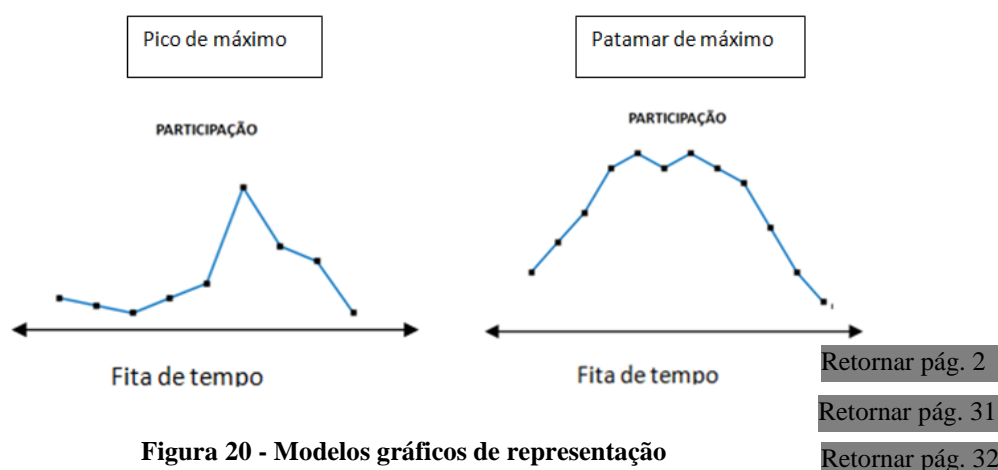 Pico de máximo
Patamar de máximo
PARTICIPAÇÃO
PARTICIPAÇÃO
Fita de tempo
Fita de tempo
Retornar pág. 2
Retornar pág. 31
Figura 20 - Modelos gráficos de representação
Retornar pág. 32